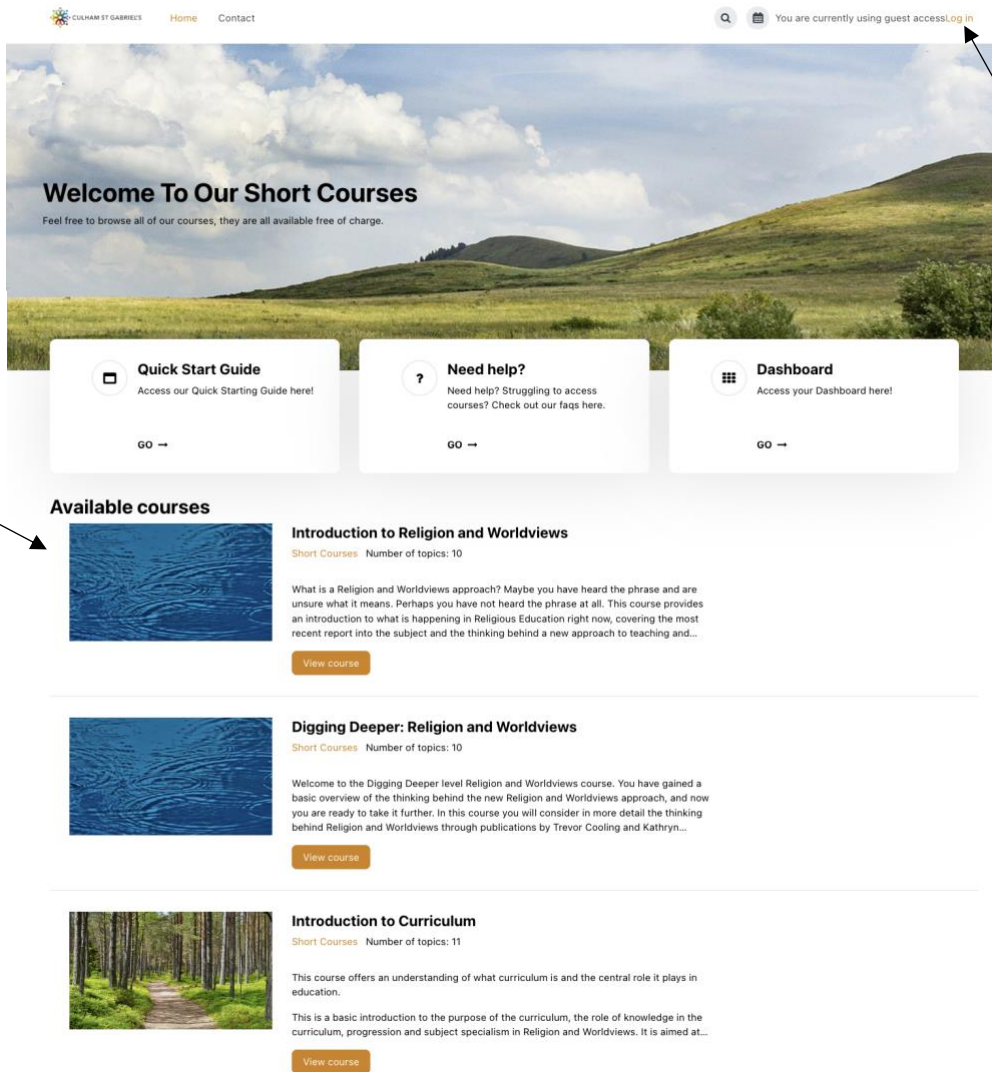 CULHAM ST GABRIEL'S Home Contact You are currently using guest accessLog in
Welcome To Our Short Courses
Feel free to browse all of our courses, they are all available free of charge.
Quick Start Guide
Access our Quick Starting Guide here!
GO →
Need help?
Need help? Struggling to access
courses? Check out our faqs here.
GO →
Dashboard
Access your Dashboard here!
GO →
Available courses
Introduction to Religion and Worldviews
Short Courses Number of topics: 10
What is a Religion and Worldviews approach? Maybe you have heard the phrase and are
unsure what it means. Perhaps you have not heard the phrase at all. This course provides
an introduction to what is happening in Religious Education right now, covering the most
recent report into the subject and the thinking behind a new approach to teaching and...
View course
Digging Deeper: Religion and Worldviews
Short Courses Number of topics: 10
Welcome to the Digging Deeper level Religion and Worldviews course. You have gained a
basic overview of the thinking behind the new Religion and Worldviews approach, and now
you are ready to take it further. In this course you will consider in more detail the thinking
behind Religion and Worldviews through publications by Trevor Cooling and Kathryn...
View course
Introduction to Curriculum
Short Courses Number of topics: 11
This course offers an understanding of what curriculum is and the central role it plays in
education.
This is a basic introduction to the purpose of the curriculum, the role of knowledge in the
curriculum, progression and subject specialism in Religion and Worldviews. It is aimed at...
View course